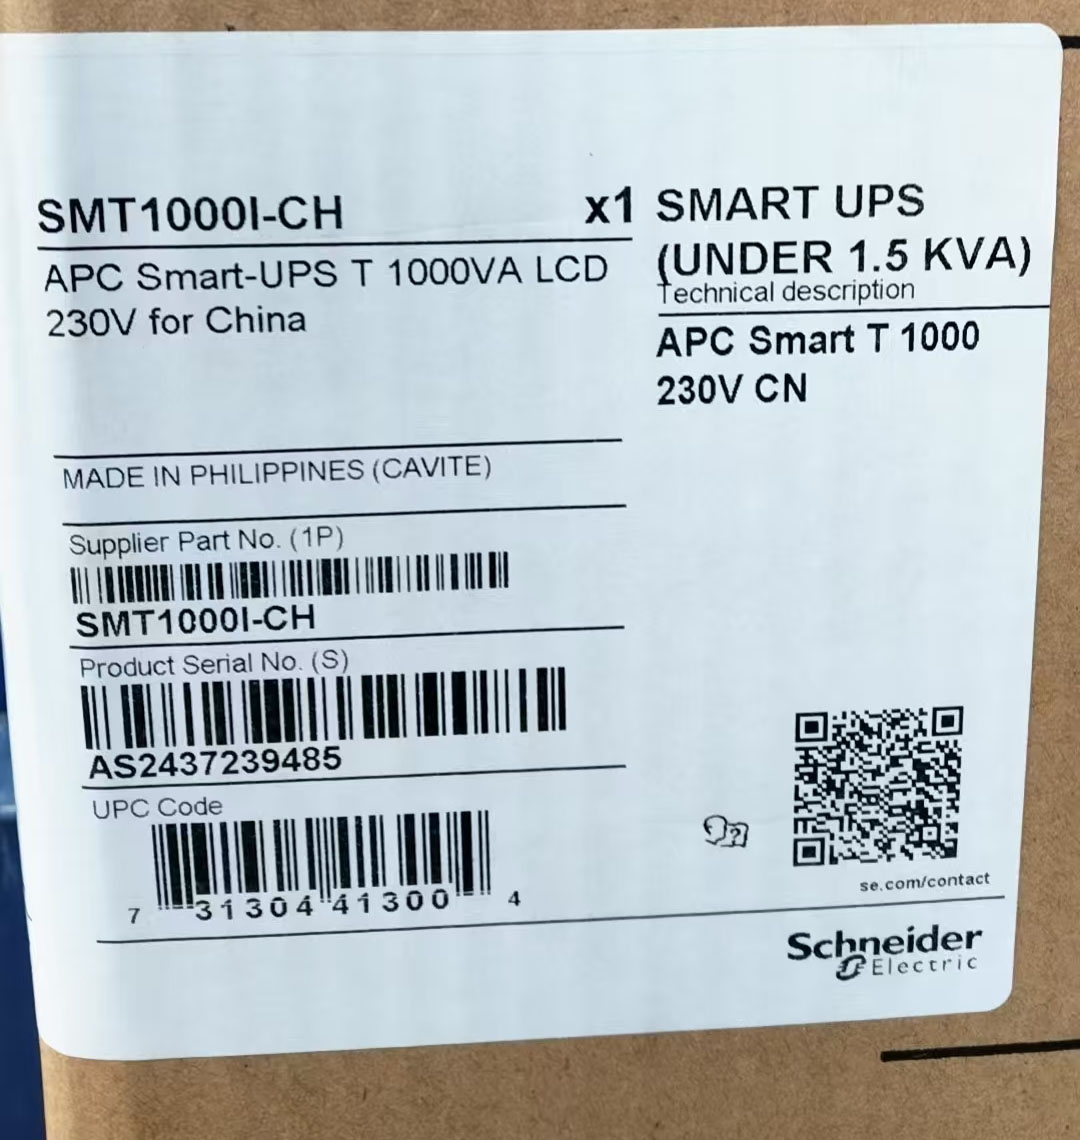 SMT1000I-CH x1
APC Smart-UPS T 1000VA LCD
230V for China
SMART UPS
(UNDER 1.5 KVA)
Technical description
APC Smart T 1000
230V CN
MADE IN PHILIPPINES (CAVITE)
Supplier Part No. (1P)
SMT1000I-CH
Product Serial No. (S)
AS2437239485
UPC Code
7 31304 41300 4
se.com/contact
Schneider
Electric